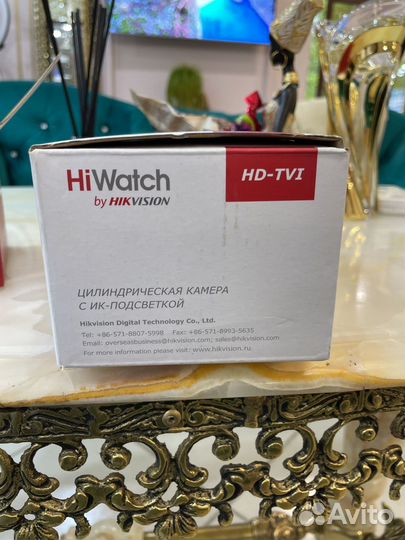 HiWatch
by HIKVISION
HD-TVI
ЦИЛИНДРИЧЕСКАЯ КАМЕРА
С ИК-ПОДСВЕТКОЙ
Hikvision Digital Technology Co., Ltd.
Tel: +86-571-8807-5998 Fax: +86-571-8993-5635
Email: overseasbusiness@hikvision.com; sales@hikvision.com
For more information please visit: www.hikvision.ru
Avito